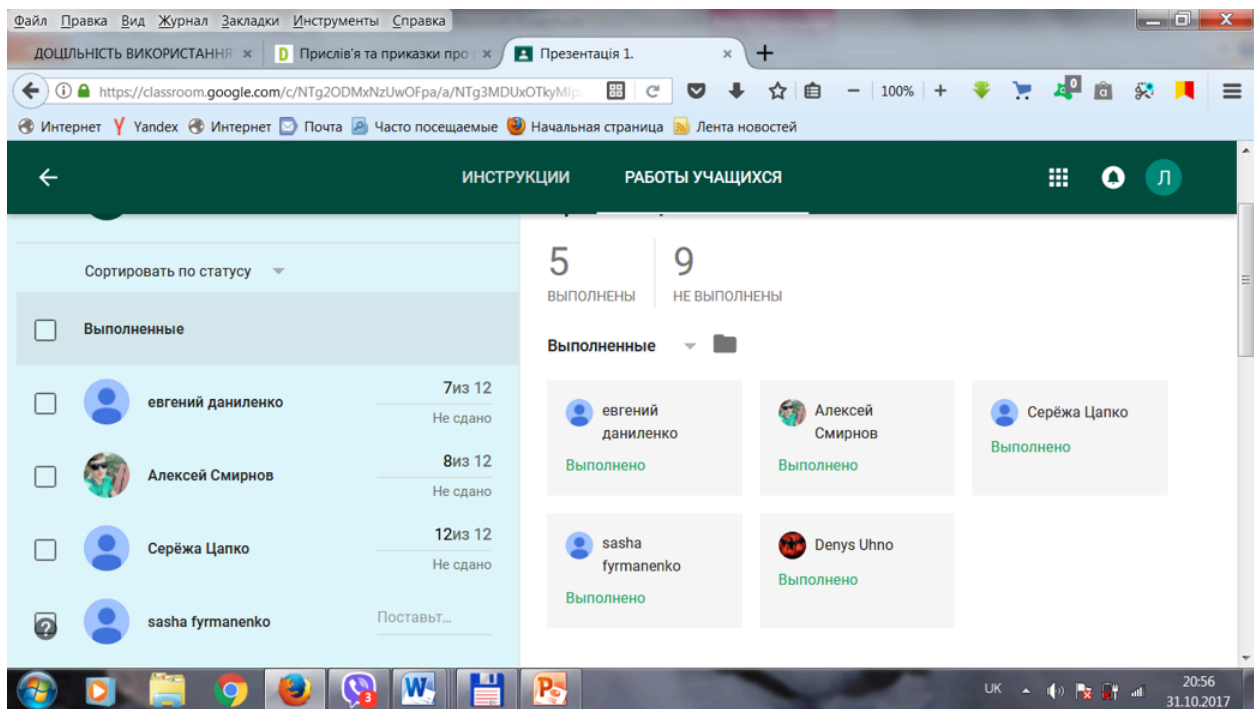 Файл Правка Вид Журнал Закладки Инструменты Справка
ДОЦІЛЬНІСТЬ ВИКОРИСТАННЯ
Прислів'я та приказки про
Презентація 1.
https://classroom.google.com/c/NTg2ODMxNzUwOFpa/a/NTg3MDUxOTkyMlpa
100%
0
Интернет Yandex Интернет Почта Часто посещаемые Начальная страница Лента новостей
ИНСТРУКЦИИ РАБОТЫ УЧАЩИХСЯ
Л
Сортировать по статусу
Выполненные
евгений даниленко
7из 12
Не сдано
Алексей Смирнов
8из 12
Не сдано
Серёжа Цапко
12из 12
Не сдано
sasha fyrmanenko
Поставьт...
5 9
ВЫПОЛНЕНЫ НЕ ВЫПОЛНЕНЫ
Выполненные
евгений
даниленко
Выполнено
Алексей
Смирнов
Выполнено
Серёжа Цапко
Выполнено
sasha
fyrmanenko
Выполнено
Denys Uhno
Выполнено
3
UK
20:56
31.10.2017